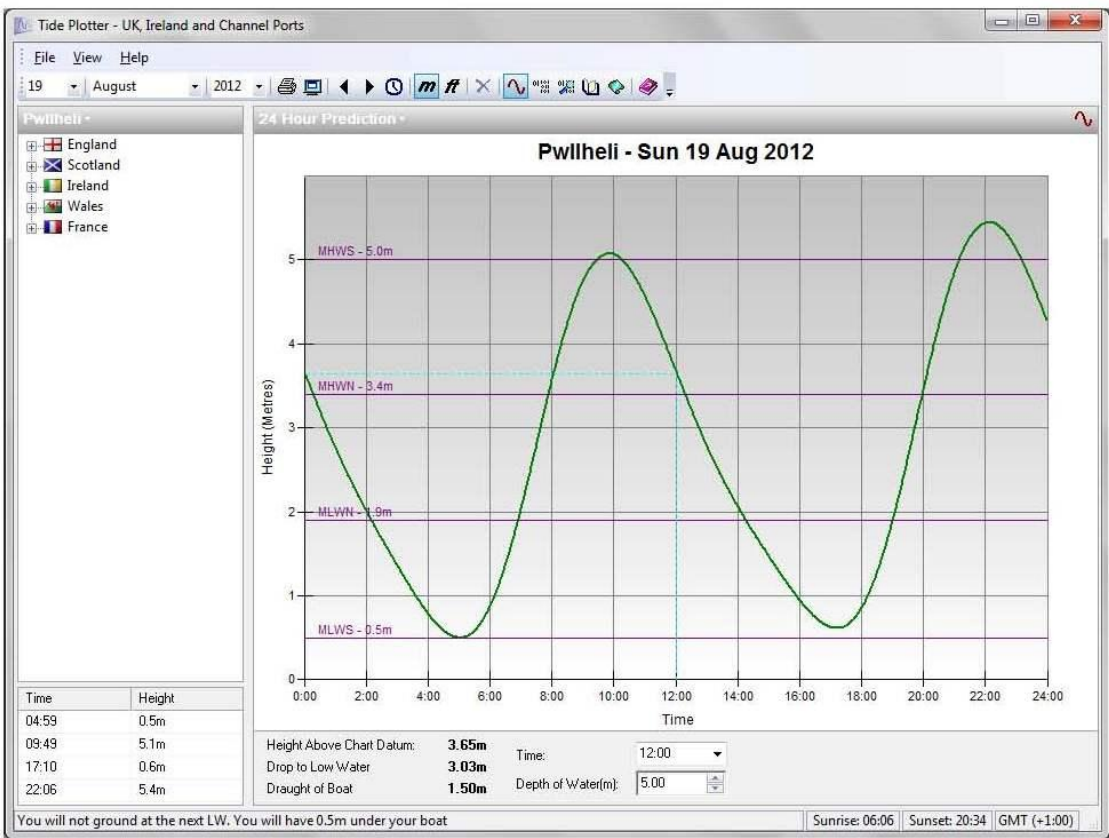 Tide Plotter - UK, Ireland and Channel Ports
File View Help
19 August 2012 m ft
Pwllheli
England
Scotland
Ireland
Wales
France
24 Hour Prediction
Pwllheli - Sun 19 Aug 2012
Height (Metres)
5
4
3
2
1
0
MHWS - 5.0m
MHWN - 3.4m
MLWN - 1.9m
MLWS - 0.5m
0:00 2:00 4:00 6:00 8:00 10:00 12:00 14:00 16:00 18:00 20:00 22:00 24:00
Time
Time Height
04:59 0.5m
09:49 5.1m
17:10 0.6m
22:06 5.4m
Height Above Chart Datum: 3.65m
Drop to Low Water 3.03m
Draught of Boat 1.50m
Time: 12:00
Depth of Water(m): 5.00
You will not ground at the next LW. You will have 0.5m under your boat
Sunrise: 06:06 Sunset: 20:34 GMT (+1:00)